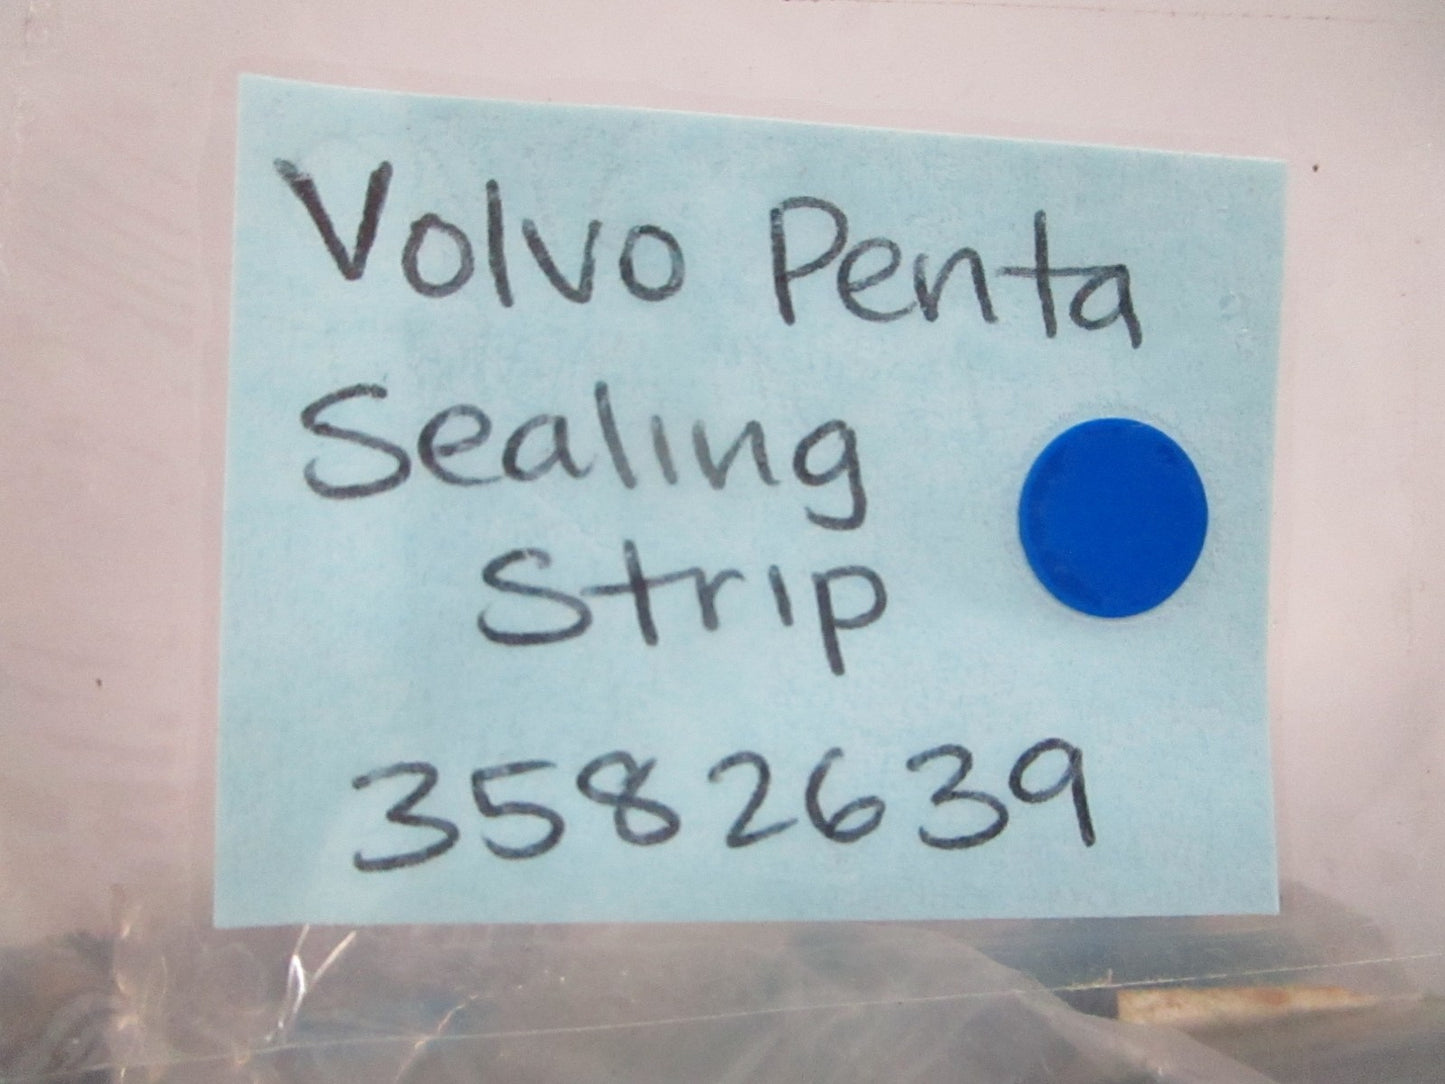 Volvo Penta
Sealing
Strip
3582639